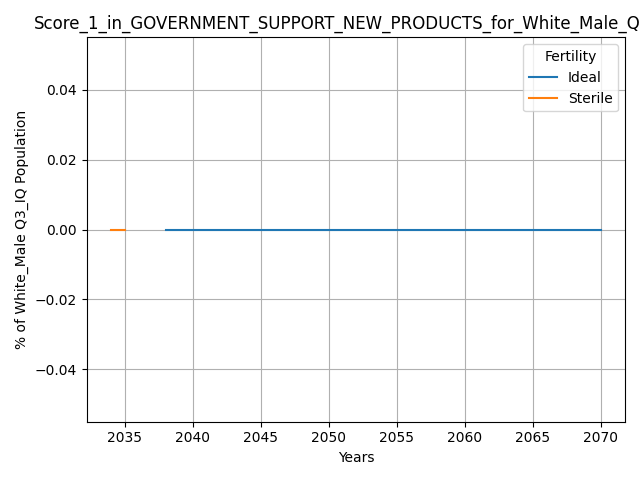 Score_1_in_GOVERNMENT_SUPPORT_NEW_PRODUCTS_for_White_Male_Q
Fertility
Ideal
Sterile
% of White_Male Q3_IQ Population
0.04
0.02
0.00
−0.02
−0.04
2035 2040 2045 2050 2055 2060 2065 2070
Years